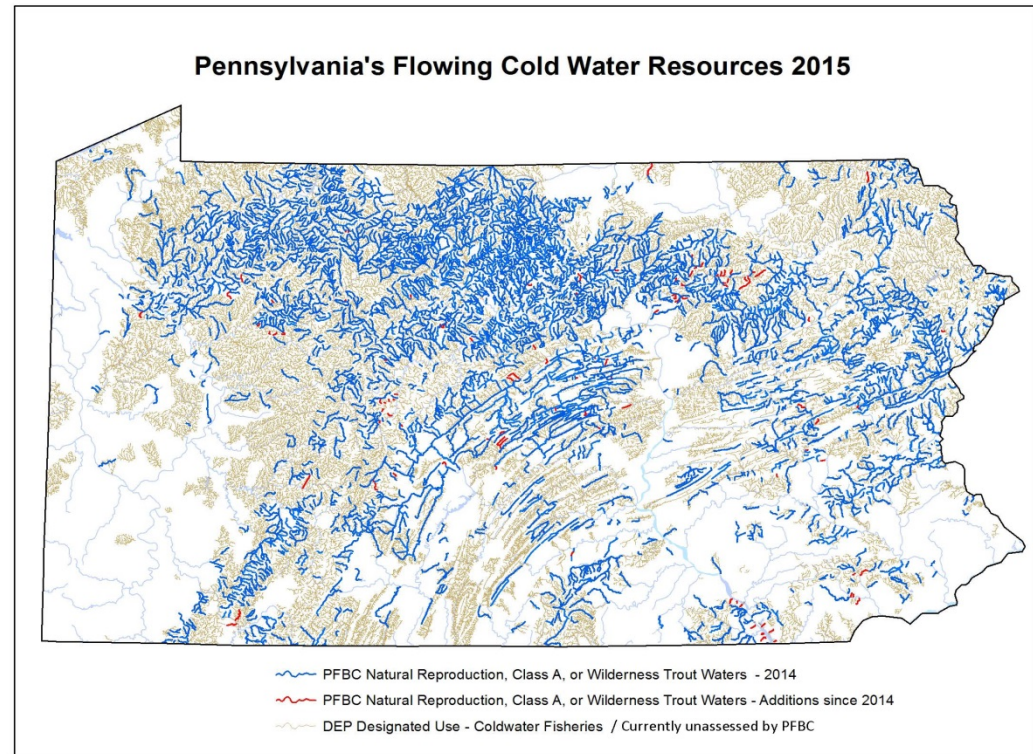 Pennsylvania's Flowing Cold Water Resources 2015
PFBC Natural Reproduction, Class A, or Wilderness Trout Waters - 2014
PFBC Natural Reproduction, Class A, or Wilderness Trout Waters - Additions since 2014
DEP Designated Use - Coldwater Fisheries / Currently unassessed by PFBC